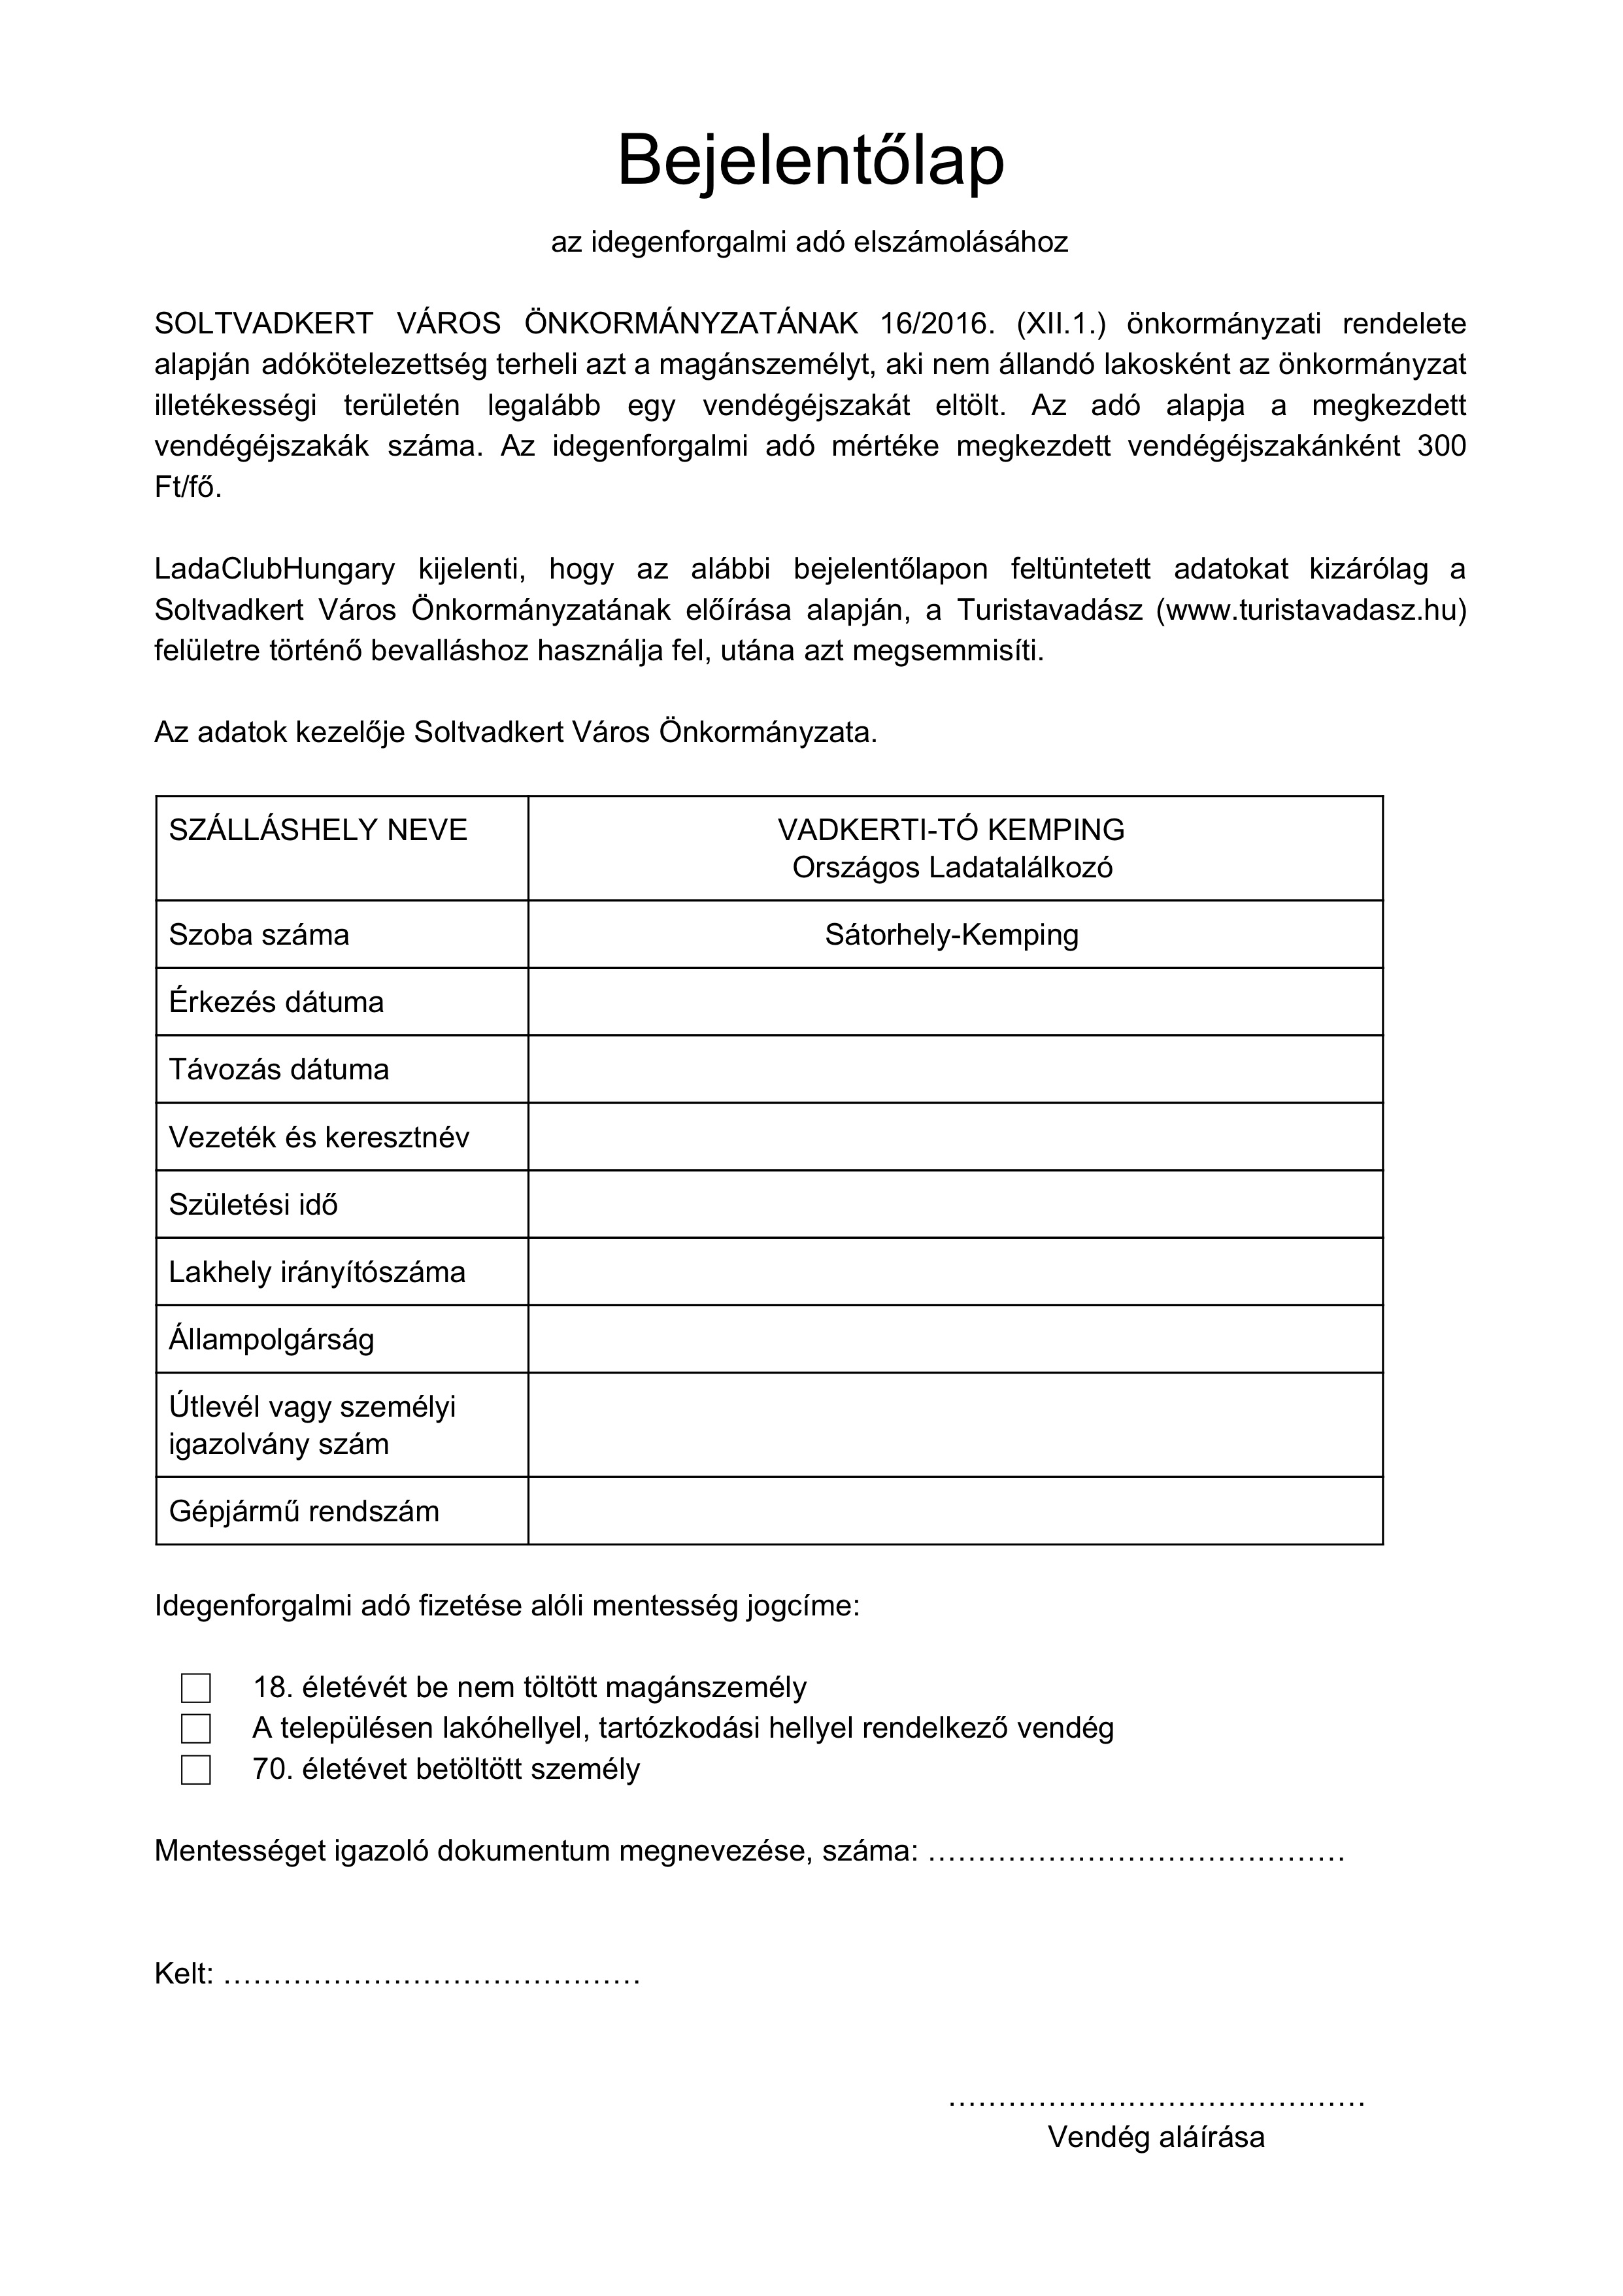 Bejelentőlap
az idegenforgalmi adó elszámolásához
SOLTVADKERT VÁROS ÖNKORMÁNYZATÁNAK 16/2016. (XII.1.) önkormányzati rendelete
alapján adókötelezettség terheli azt a magánszemélyt, aki nem állandó lakosként az önkormányzat
illetékességi területén legalább egy vendégéjszakát eltölt. Az adó alapja a megkezdett
vendégéjszakák száma. Az idegenforgalmi adó mértéke megkezdett vendégéjszakánként 300
Ft/fő.
LadaClubHungary kijelenti, hogy az alábbi bejelentőlapon feltüntetett adatokat kizárólag a
Soltvadkert Város Önkormányzatának előírása alapján, a Turistavadász (www.turistavadasz.hu)
felületre történő bevalláshoz használja fel, utána azt megsemmisíti.
Az adatok kezelője Soltvadkert Város Önkormányzata.
SZÁLLÁSHELY NEVE
VADKERTI-TÓ KEMPING
Országos Ladatalálkozó
Szoba száma
Sátorhely-Kemping
Érkezés dátuma
Távozás dátuma
Vezeték és keresztnév
Születési idő
Lakhely irányítószáma
Állampolgárság
Útlevél vagy személyi
igazolvány szám
Gépjármű rendszám
Idegenforgalmi adó fizetése alóli mentesség jogcíme:
18. életévét be nem töltött magánszemély
A településen lakóhellyel, tartózkodási hellyel rendelkező vendég
70. életévet betöltött személy
Mentességet igazoló dokumentum megnevezése, száma: ……………………………………
Kelt: ……………………………………
……………………………………
Vendég aláírása